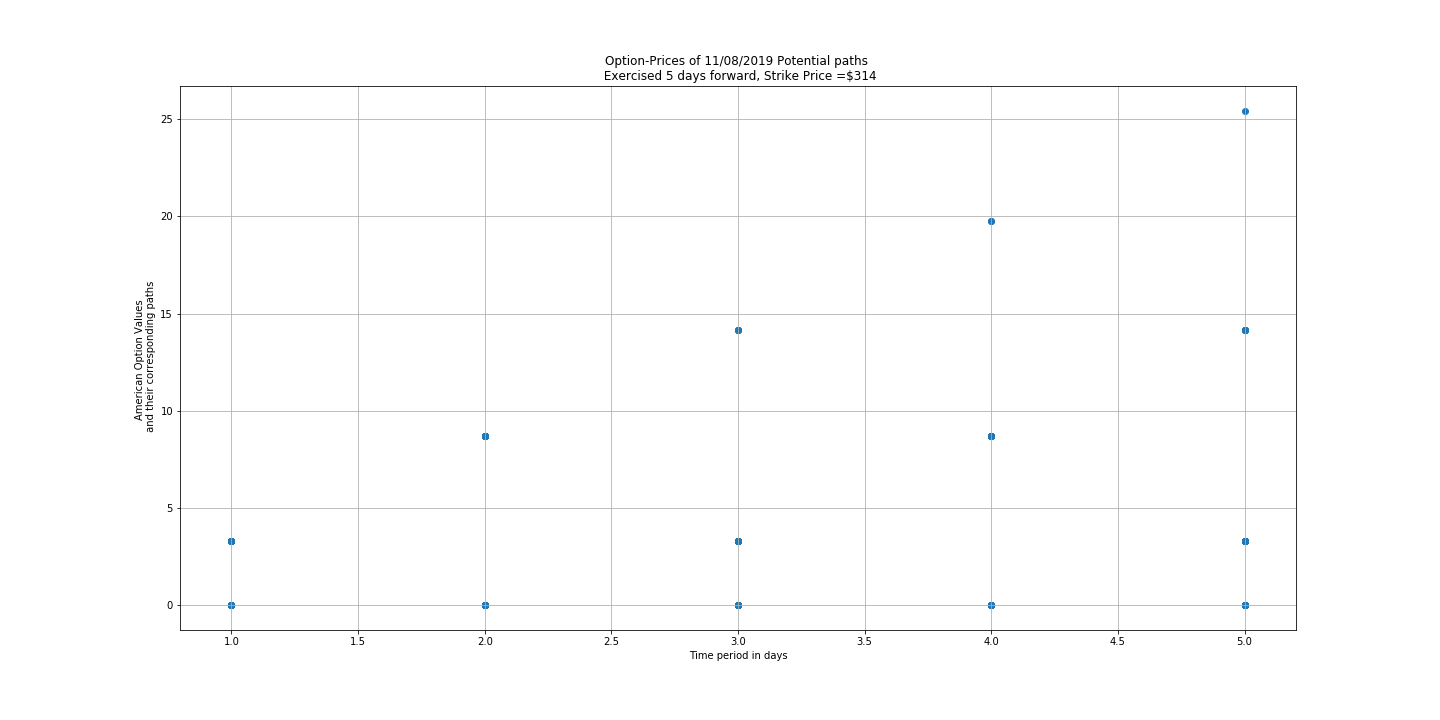 Option-Prices of 11/08/2019 Potential paths
Exercised 5 days forward, Strike Price =$314
25
20
15
10
5
0
American Option Values
and their corresponding paths
1.0 1.5 2.0 2.5 3.0 3.5 4.0 4.5 5.0
Time period in days